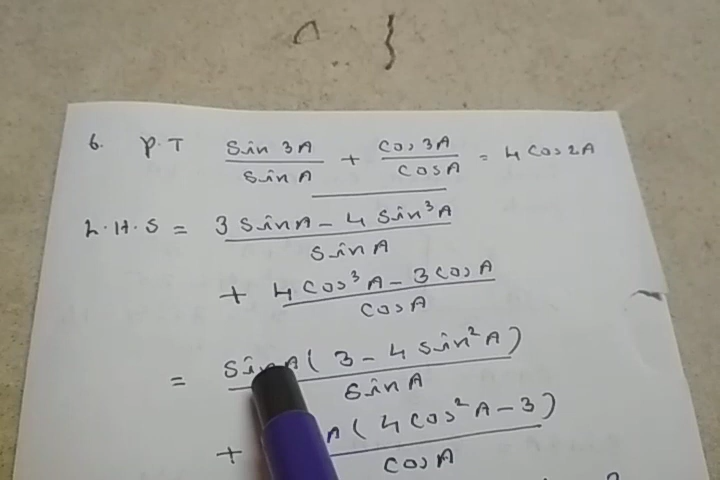 6. P.T sin 3A / sin A + cos 3A / cos A = 4 cos 2A
L.H.S = 3 sin A - 4 sin³A / sin A
+ 4 cos³A - 3 cos A / cos A
= sin A ( 3 - 4 sin²A ) / sin A
+ A ( 4 cos²A - 3 ) / cos A